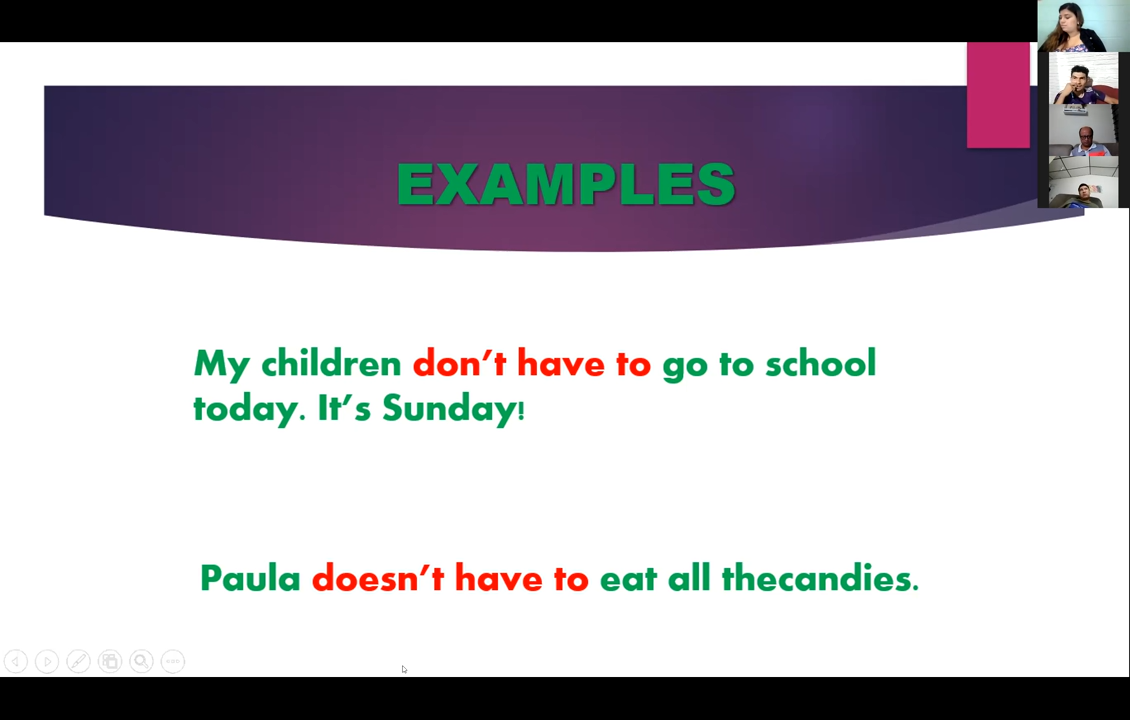 EXAMPLES
My children don’t have to go to school
today. It’s Sunday!
Paula doesn’t have to eat all thecandies.